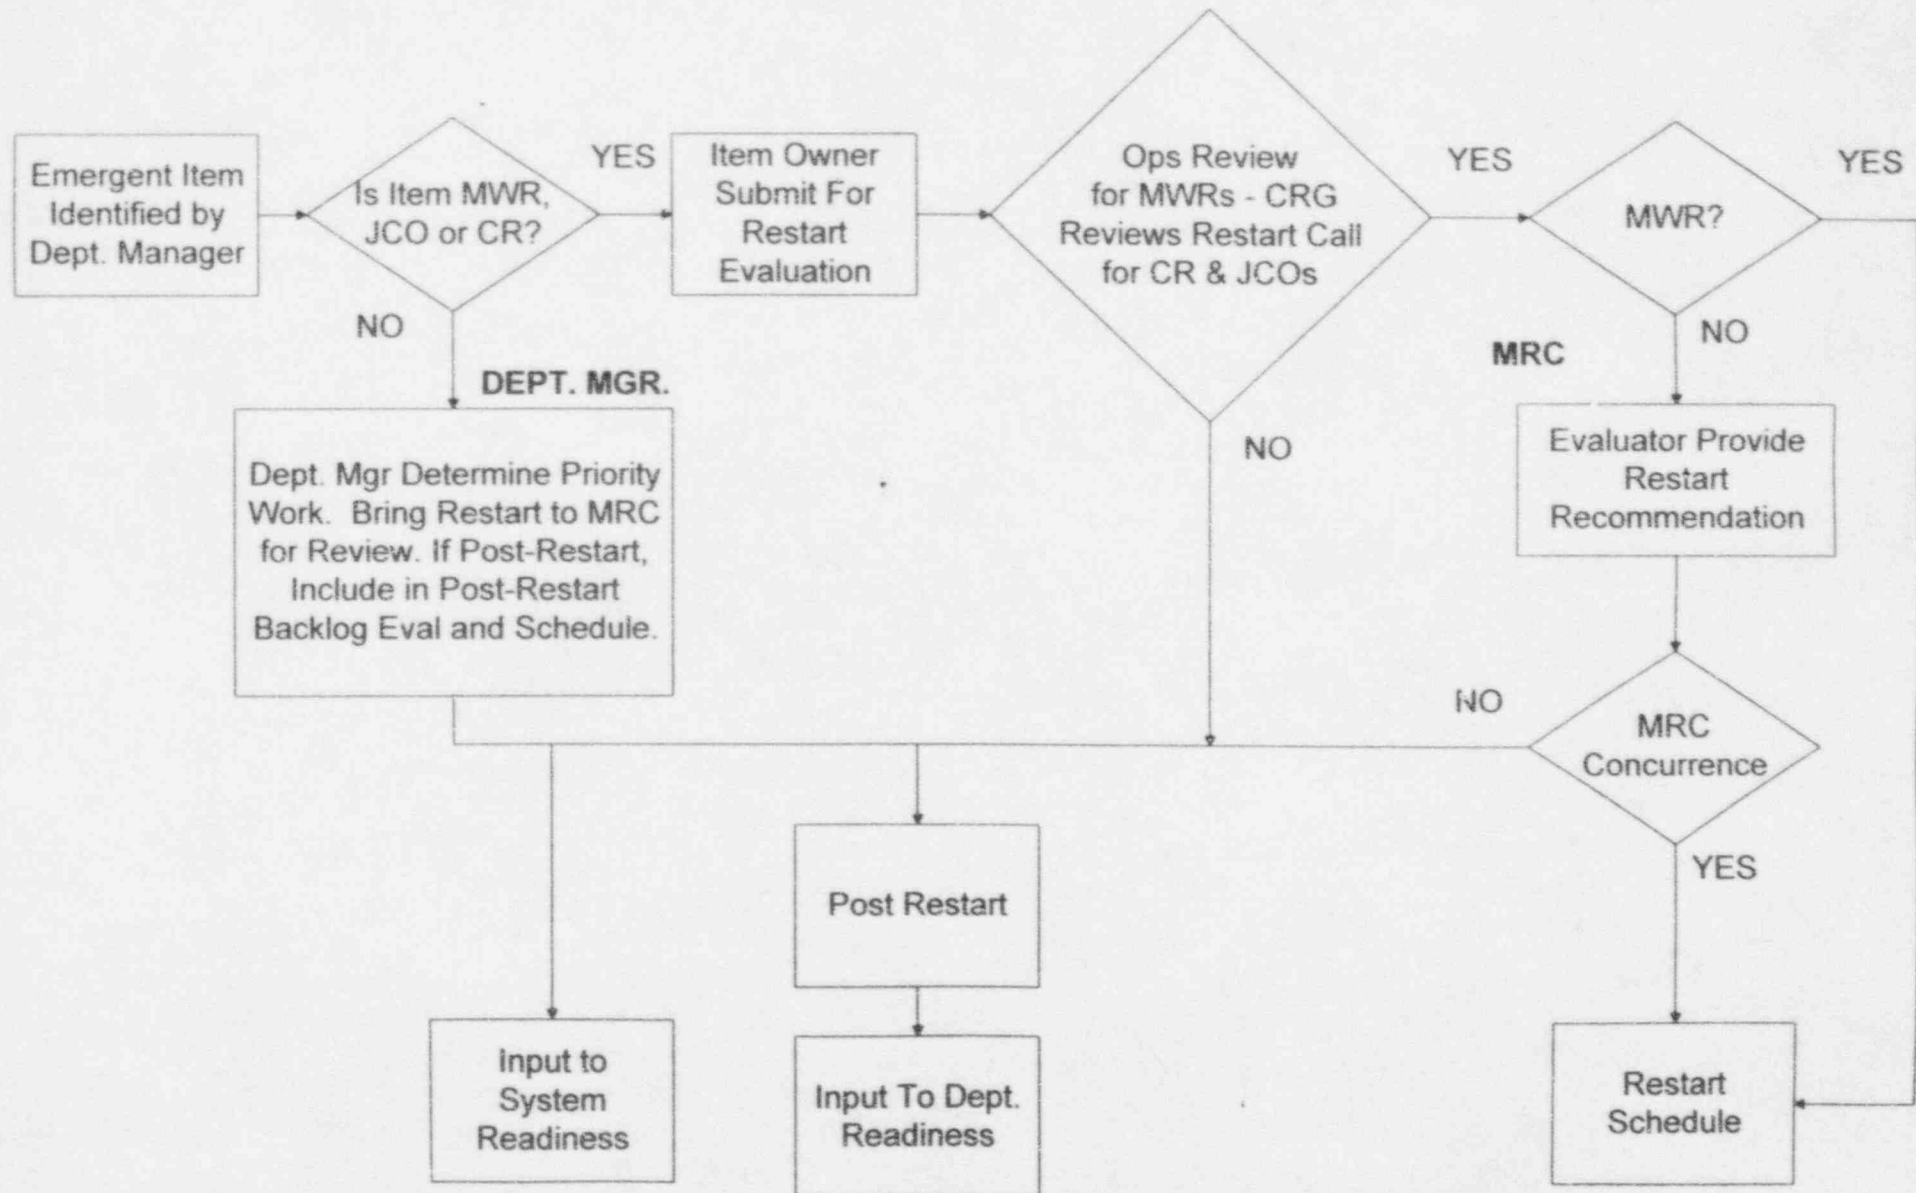 Emergent Item
Identified by
Dept. Manager
Is Item MWR,
JCO or CR?
YES
Item Owner
Submit For
Restart
Evaluation
Ops Review
for MWRs - CRG
Reviews Restart Call
for CR & JCOs
YES
MWR?
YES
NO
DEPT. MGR.
Dept. Mgr Determine Priority
Work. Bring Restart to MRC
for Review. If Post-Restart,
Include in Post-Restart
Backlog Eval and Schedule.
NO
MRC
NO
Evaluator Provide
Restart
Recommendation
NO
MRC
Concurrence
YES
Post Restart
Input to
System
Readiness
Input To Dept.
Readiness
Restart
Schedule